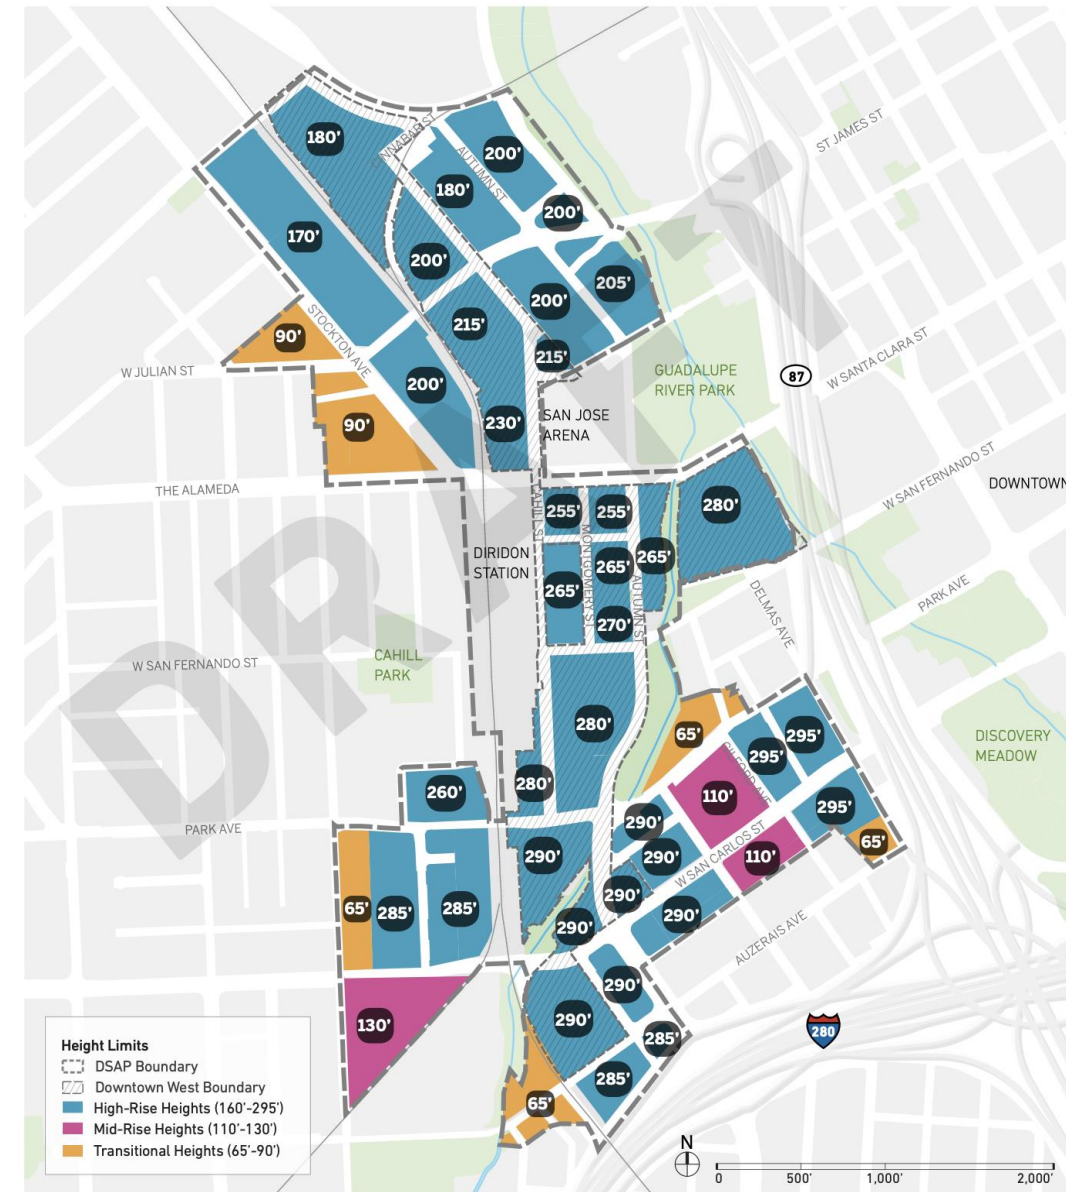 DRAFT
180'
CINNABAR ST
AUTUMN ST
200'
180'
200'
ST JAMES ST
170'
200'
205'
200'
215'
215'
90'
STOCKTON AVE
W JULIAN ST
200'
230'
90'
SAN JOSE
ARENA
GUADALUPE
RIVER PARK
87
W SANTA CLARA ST
THE ALAMEDA
W SAN FERNANDO ST
DOWNTOWN
CAHILL ST
255'
255'
280'
MONTGOMERY ST
AUTUMN ST
DIRIDON
STATION
265'
265'
265'
270'
DELMAS AVE
PARK AVE
W SAN FERNANDO ST
CAHILL
PARK
280'
65'
295'
295'
DISCOVERY
MEADOW
GIFFORD AVE
280'
260'
110'
295'
PARK AVE
290'
290'
290'
W SAN CARLOS ST
110'
65'
65'
285'
285'
290'
290'
290'
AUZERAIS AVE
290'
290'
130'
290'
285'
285'
65'
280
Height Limits
DSAP Boundary
Downtown West Boundary
High-Rise Heights (160'-295')
Mid-Rise Heights (110'-130')
Transitional Heights (65'-90')
N
0 500' 1,000' 2,000'